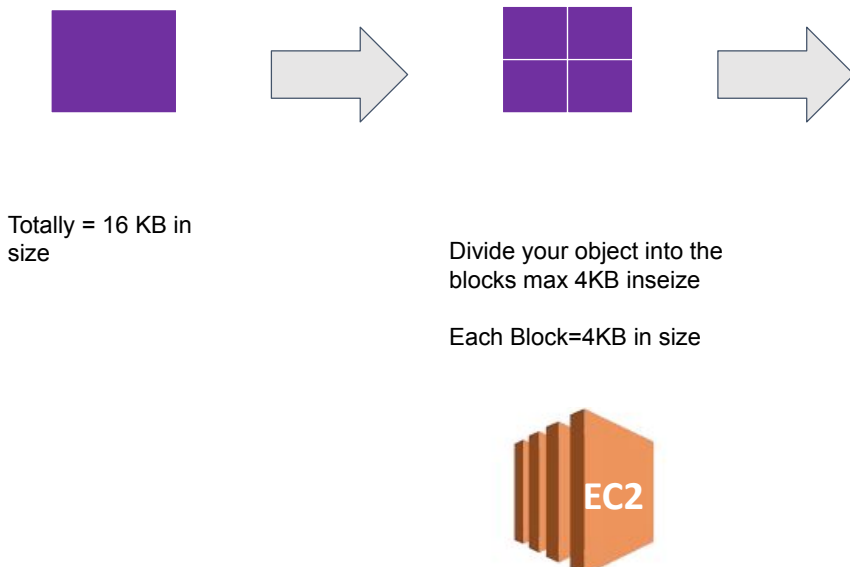 Totally = 16 KB in
size
Divide your object into the
blocks max 4KB inseize
Each Block=4KB in size
EC2